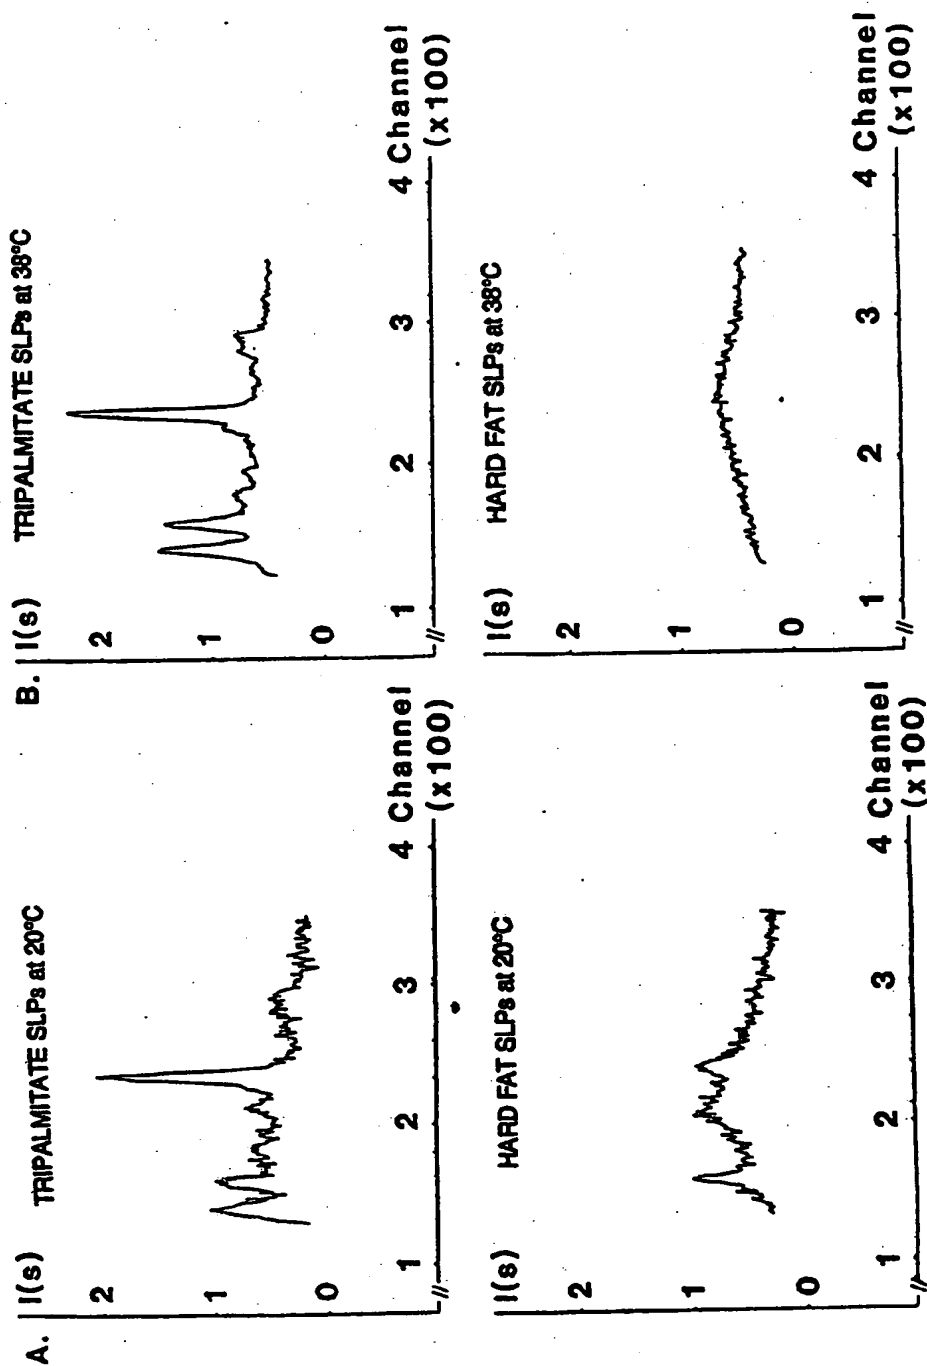 A.
I(s)
TRIPALMITATE SLPs at 20°C
2
1
0
1
2
3
4 Channel
(x100)
I(s)
HARD FAT SLPs at 20°C
2
1
0
1
2
3
4 Channel
(x100)
B.
I(s)
TRIPALMITATE SLPs at 38°C
2
1
0
1
2
3
4 Channel
(x100)
I(s)
HARD FAT SLPs at 38°C
2
1
0
1
2
3
4 Channel
(x100)